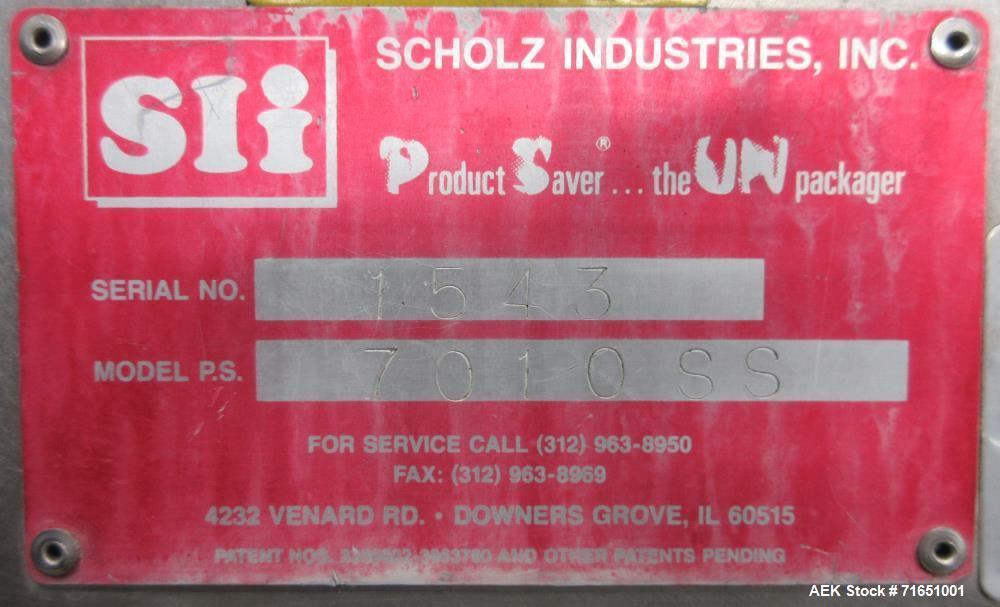 SCHOLZ INDUSTRIES, INC.
SIi
Product Saver® ... the UN packager
SERIAL NO. 1543
MODEL P.S. 7010SS
FOR SERVICE CALL (312) 963-8950
FAX: (312) 963-8969
4232 VENARD RD. • DOWNERS GROVE, IL 60515
PATENT NOS. AND OTHER PATENTS PENDING
AEK Stock # 71651001